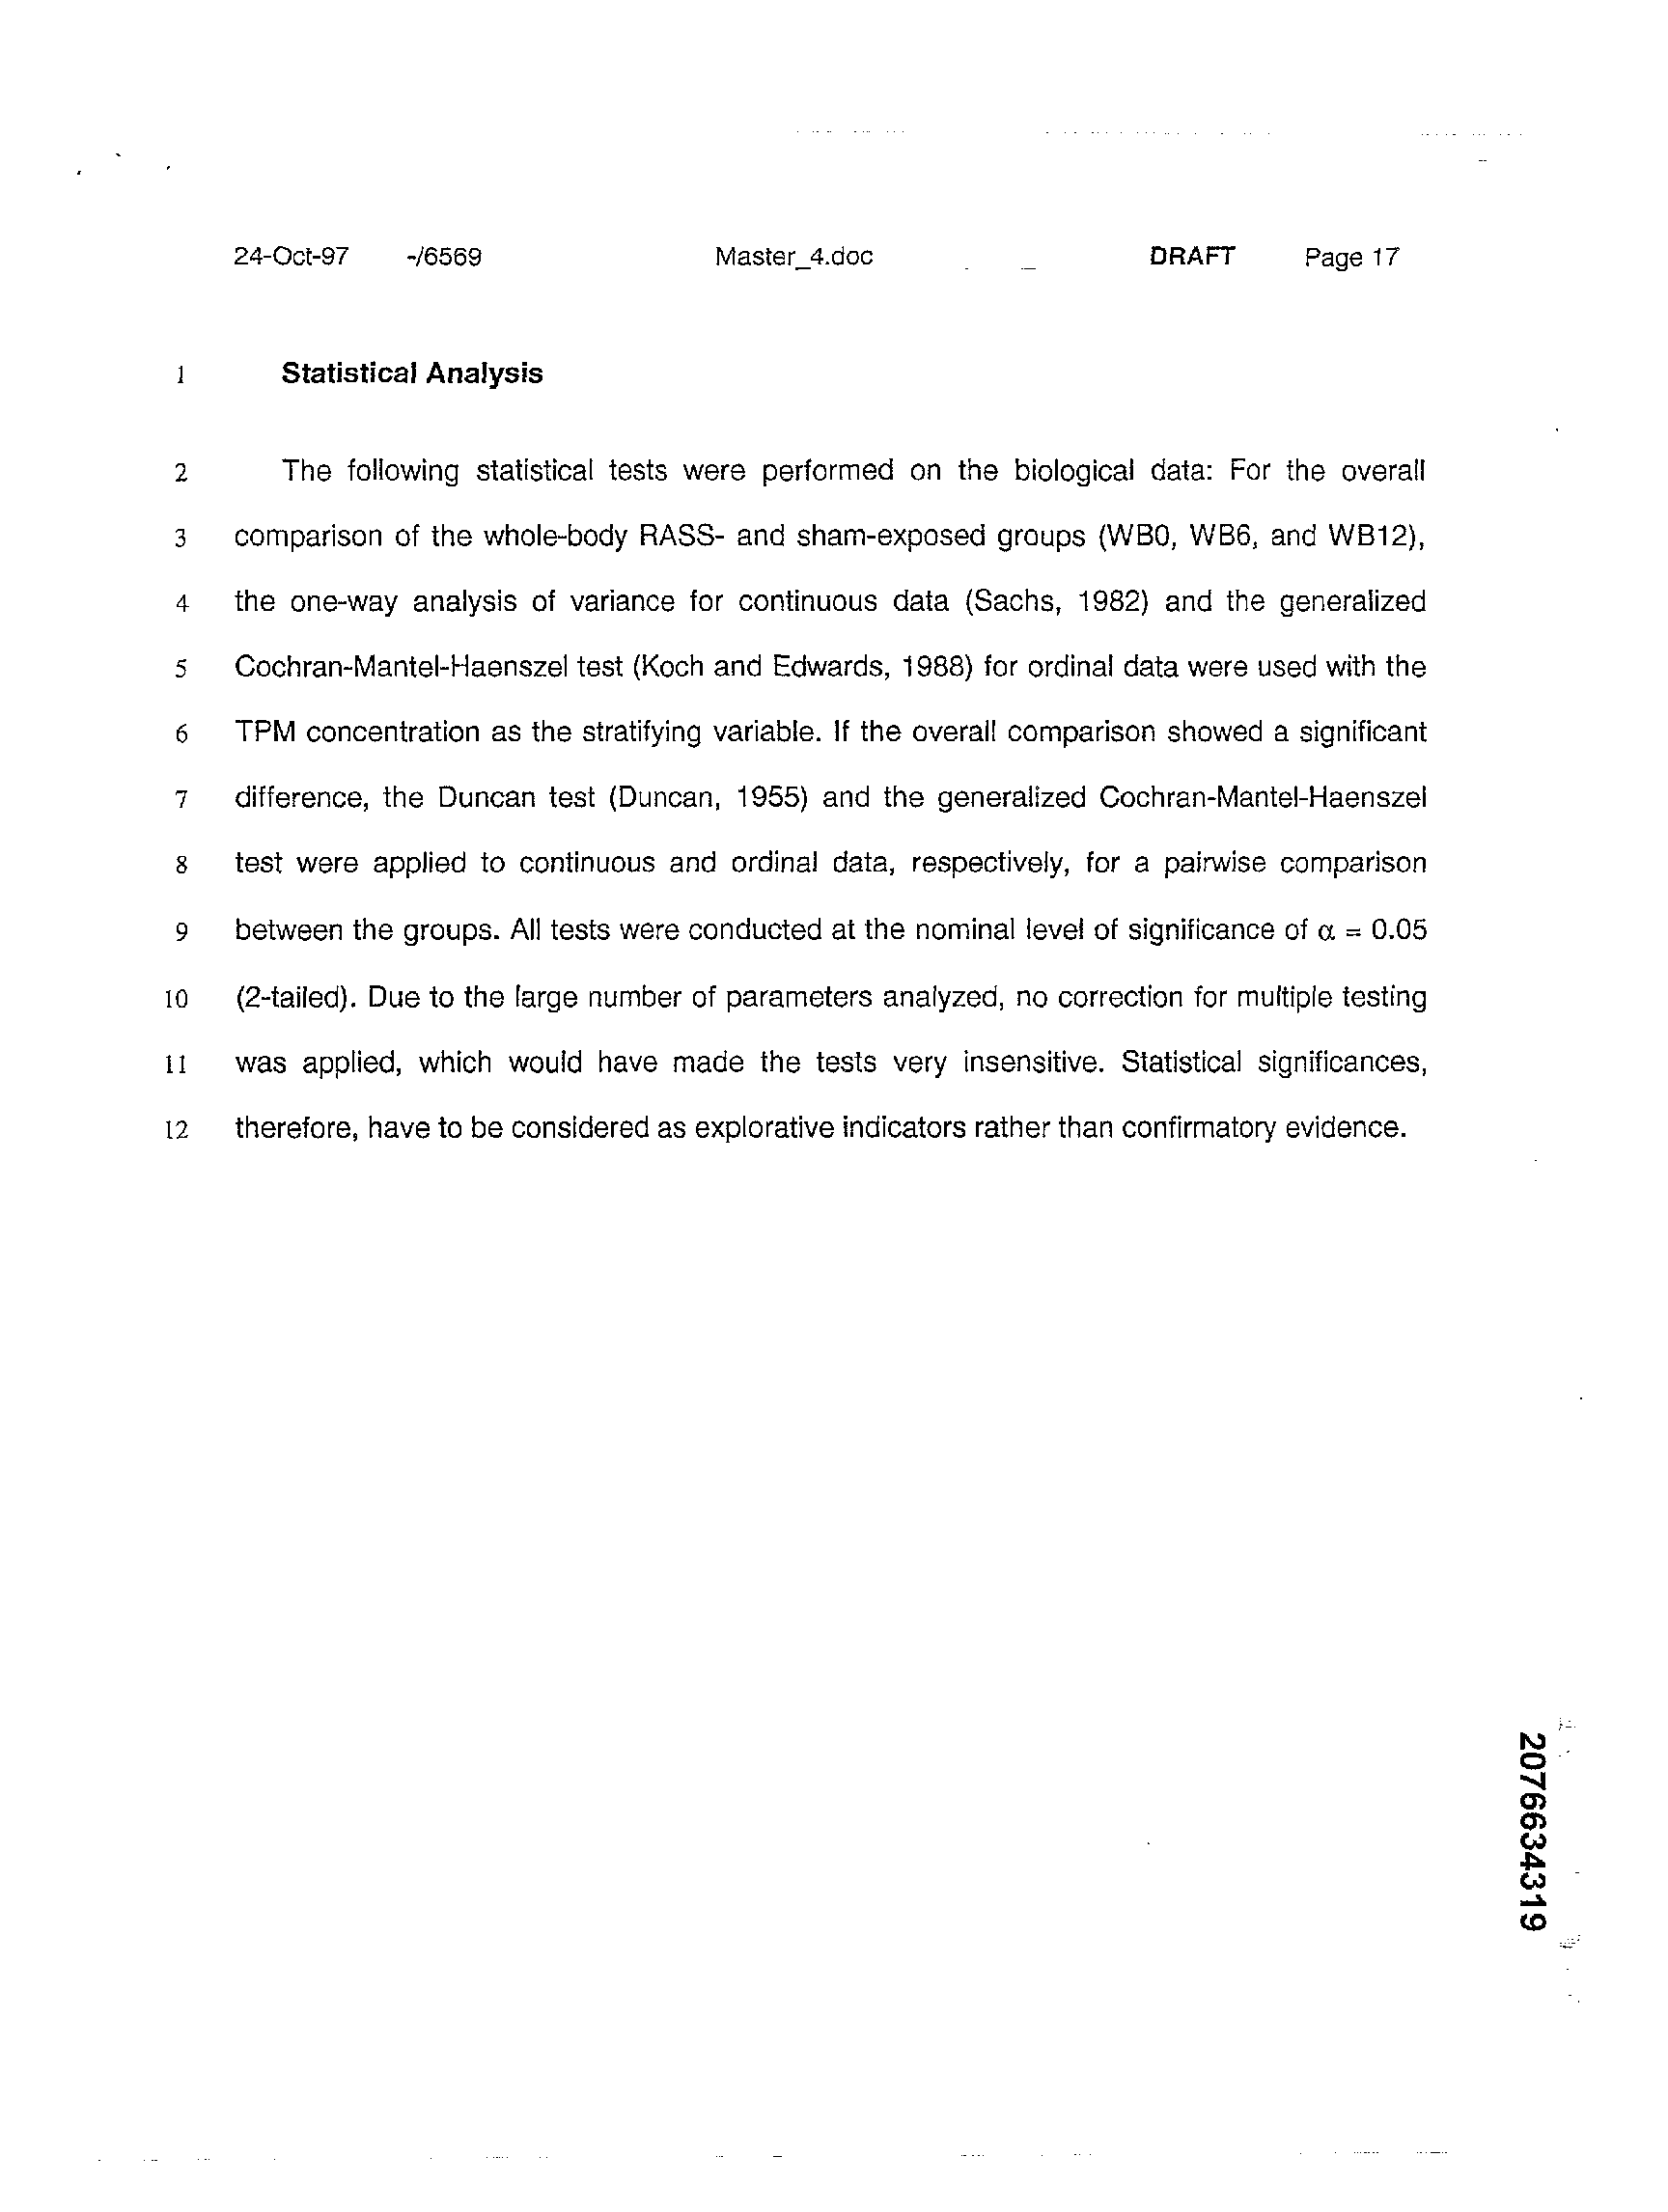 24-Oct-97 -/6569 Master_4.doc DRAFT Page 17
1 Statistical Analysis
2 The following statistical tests were performed on the biological data: For the overall
3 comparison of the whole-body RASS- and sham-exposed groups (WB0, WB6, and WB12),
4 the one-way analysis of variance for continuous data (Sachs, 1982) and the generalized
5 Cochran-Mantel-Haenszel test (Koch and Edwards, 1988) for ordinal data were used with the
6 TPM concentration as the stratifying variable. If the overall comparison showed a significant
7 difference, the Duncan test (Duncan, 1955) and the generalized Cochran-Mantel-Haenszel
8 test were applied to continuous and ordinal data, respectively, for a pairwise comparison
9 between the groups. All tests were conducted at the nominal level of significance of α = 0.05
10 (2-tailed). Due to the large number of parameters analyzed, no correction for multiple testing
11 was applied, which would have made the tests very insensitive. Statistical significances,
12 therefore, have to be considered as explorative indicators rather than confirmatory evidence.
2076634319